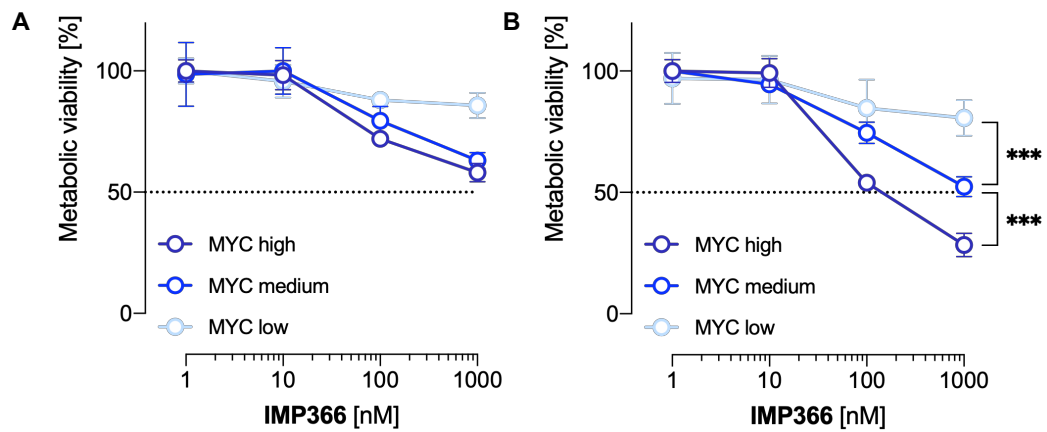 A
Metabolic viability [%]
100
50
0
MYC high
MYC medium
MYC low
1 10 100 1000
IMP366 [nM]
B
Metabolic viability [%]
100
50
0
MYC high
MYC medium
MYC low
1 10 100 1000
IMP366 [nM]
***
***